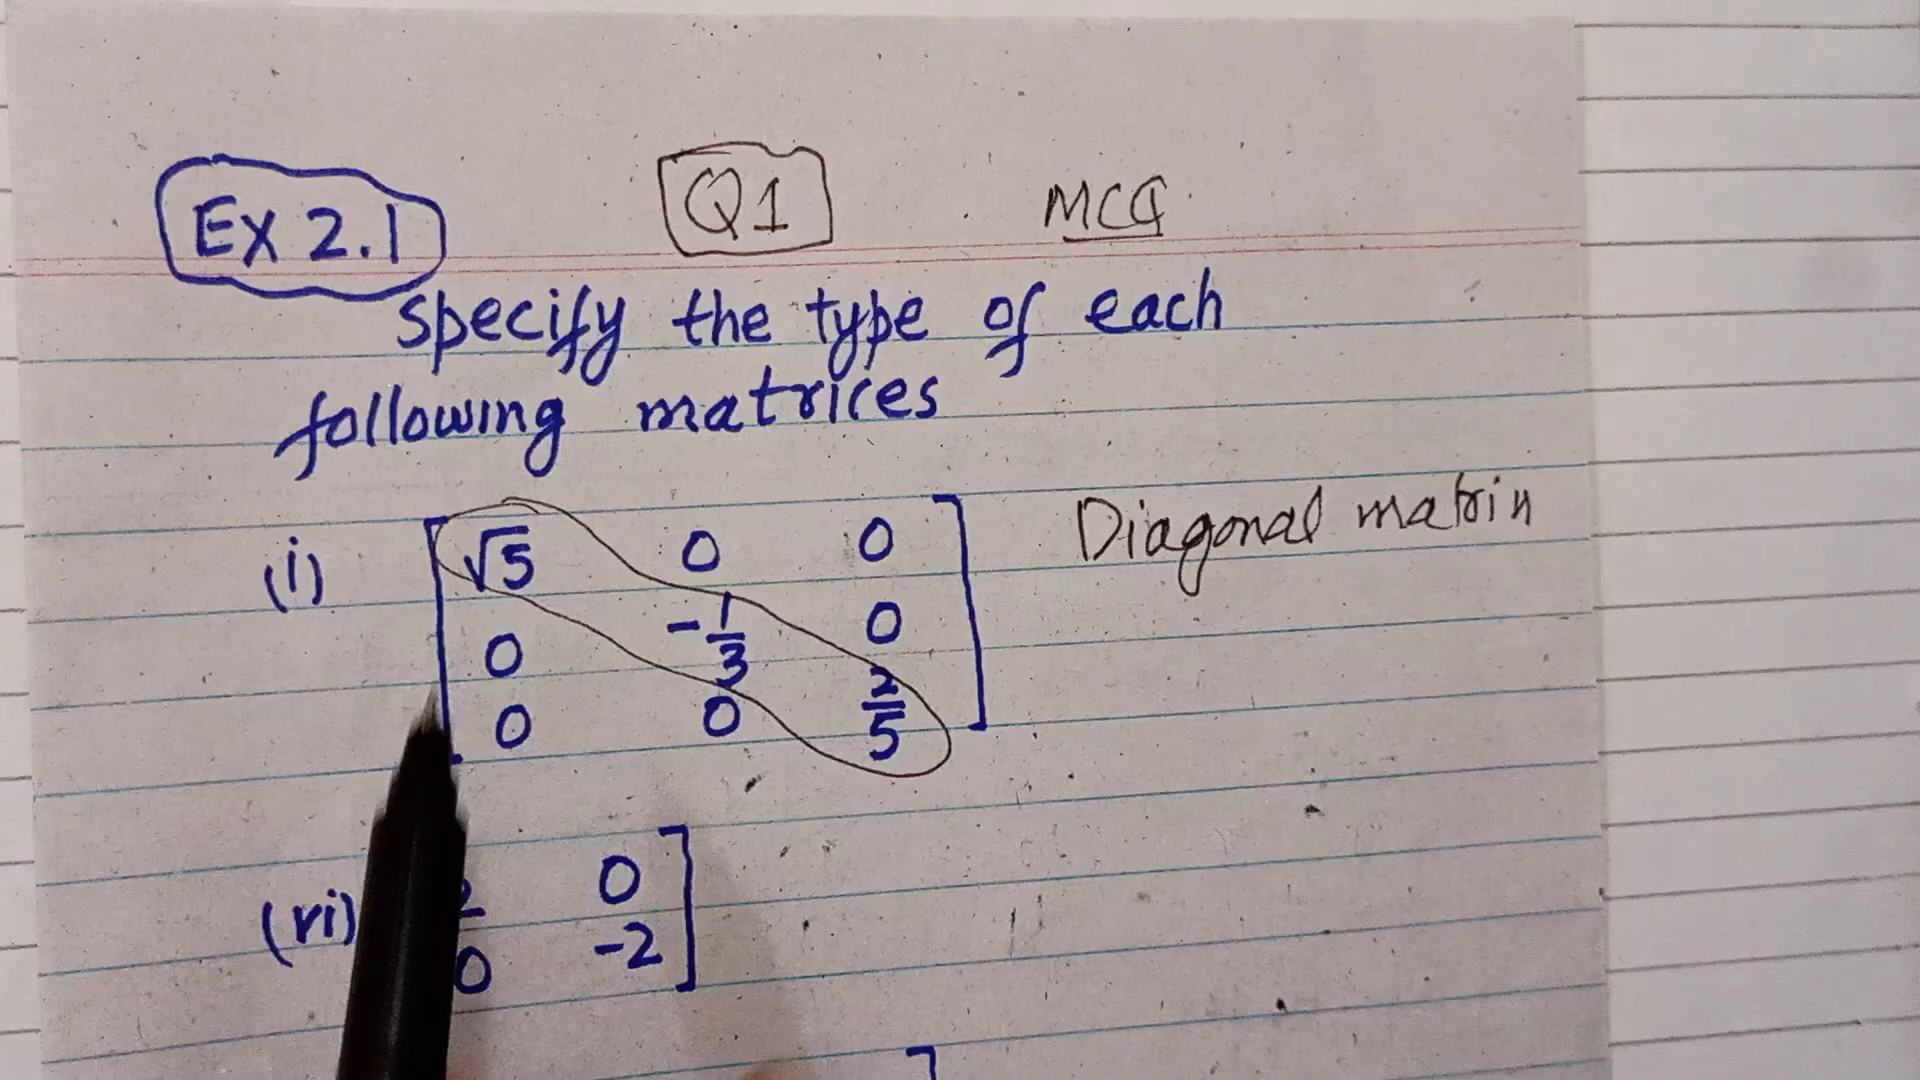 Ex 2.1
Q1
MCQ
specify the type of each
following matrices
Diagonal matrix
(i) √5 0 0
0 -1/3 0
0 0 2/5
(vi) 0
0 -2